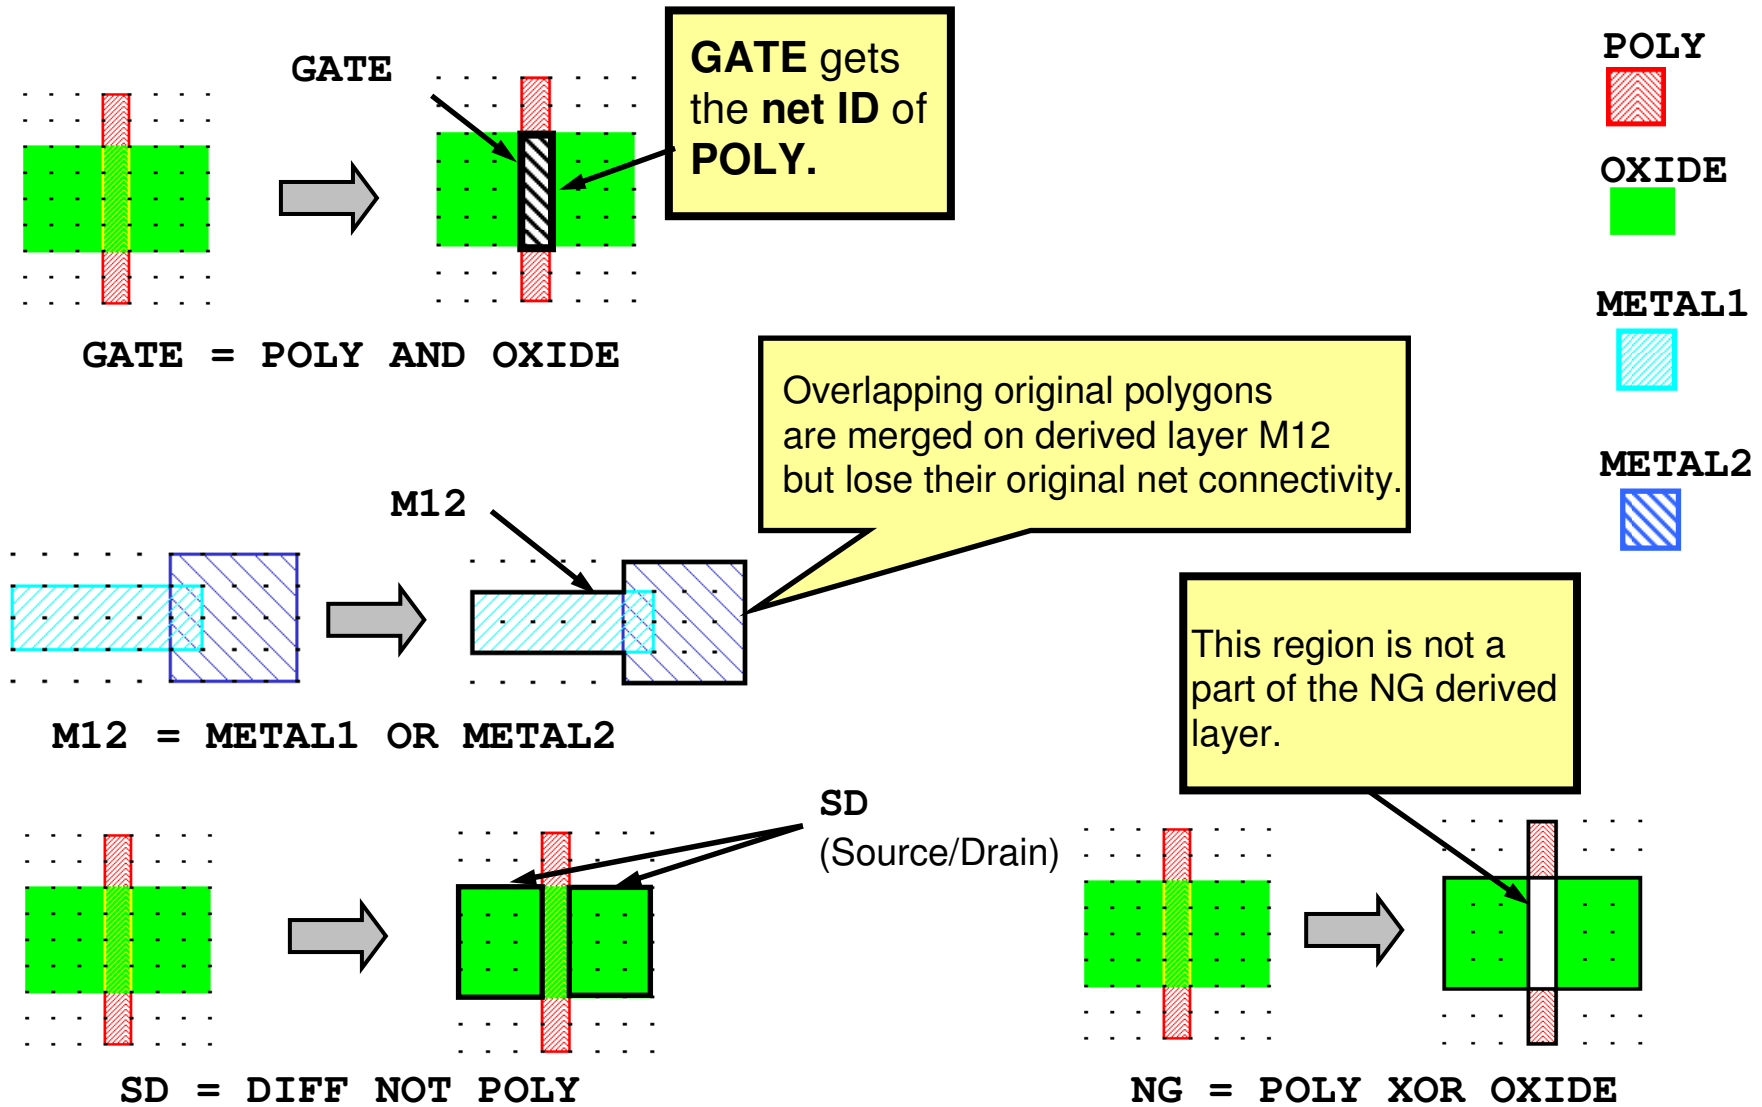 GATE
GATE gets
the net ID of
POLY.
POLY
OXIDE
METAL1
METAL2
GATE = POLY AND OXIDE
Overlapping original polygons
are merged on derived layer M12
but lose their original net connectivity.
M12
M12 = METAL1 OR METAL2
This region is not a
part of the NG derived
layer.
SD
(Source/Drain)
SD = DIFF NOT POLY
NG = POLY XOR OXIDE